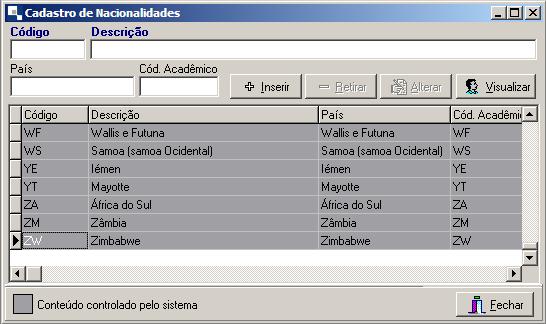 Cadastro de Nacionalidades
Código Descrição
País Cód. Acadêmico
Inserir Retirar Alterar Visualizar
Código Descrição País Cód. Acadêmic
WF Wallis e Futuna Wallis e Futuna WF
WS Samoa (samoa Ocidental) Samoa (samoa Ocidental) WS
YE Iémen Iémen YE
YT Mayotte Mayotte YT
ZA África do Sul África do Sul ZA
ZM Zâmbia Zâmbia ZM
ZW Zimbabwe Zimbabwe ZW
Conteúdo controlado pelo sistema Fechar